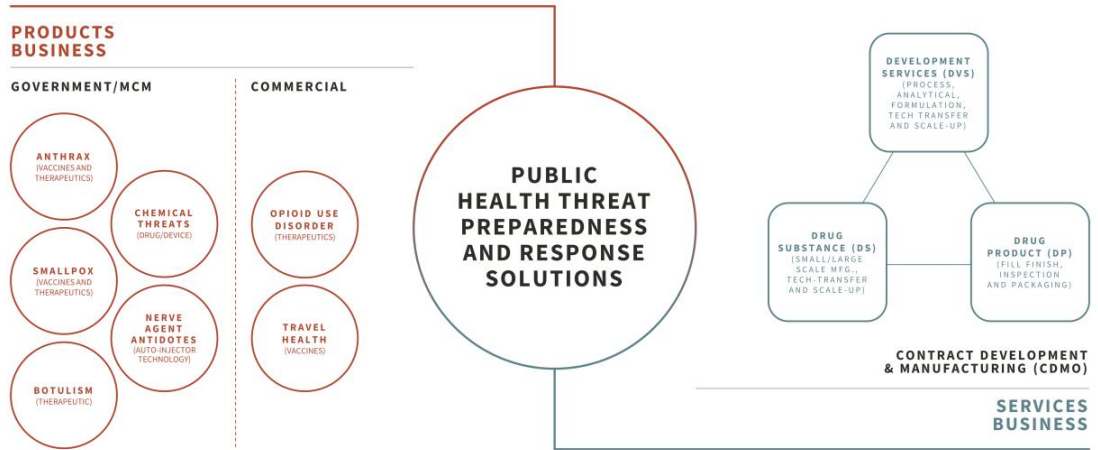 PRODUCTS
BUSINESS
GOVERNMENT/MCM
ANTHRAX
(VACCINES AND
THERAPEUTICS)
CHEMICAL
THREATS
(DRUG/DEVICE)
SMALLPOX
(VACCINES AND
THERAPEUTICS)
NERVE
AGENT
ANTIDOTES
(AUTO-INJECTOR
TECHNOLOGY)
BOTULISM
(THERAPEUTIC)
COMMERCIAL
OPIOID USE
DISORDER
(THERAPEUTICS)
TRAVEL
HEALTH
(VACCINES)
PUBLIC
HEALTH THREAT
PREPAREDNESS
AND RESPONSE
SOLUTIONS
DEVELOPMENT
SERVICES (DVS)
(PROCESS,
ANALYTICAL,
FORMULATION,
TECH TRANSFER
AND SCALE-UP)
DRUG
SUBSTANCE (DS)
(SMALL/LARGE
SCALE MFG.,
TECH-TRANSFER
AND SCALE-UP)
DRUG
PRODUCT (DP)
(FILL FINISH,
INSPECTION
AND PACKAGING)
CONTRACT DEVELOPMENT
& MANUFACTURING (CDMO)
SERVICES
BUSINESS